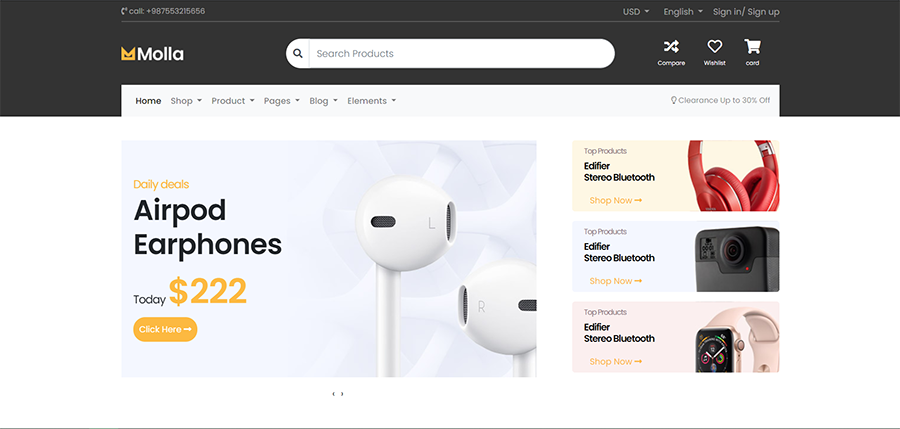 call: +987553215656
USD
English
Sign in/ Sign up
Molla
Search Products
Compare
Wishlist
card
Home
Shop
Product
Pages
Blog
Elements
Clearance Up to 30% Off
Daily deals
Airpod
Earphones
Today $222
Click Here
L
R
Top Products
Edifier
Stereo Bluetooth
Shop Now
Top Products
Edifier
Stereo Bluetooth
Shop Now
Top Products
Edifier
Stereo Bluetooth
Shop Now